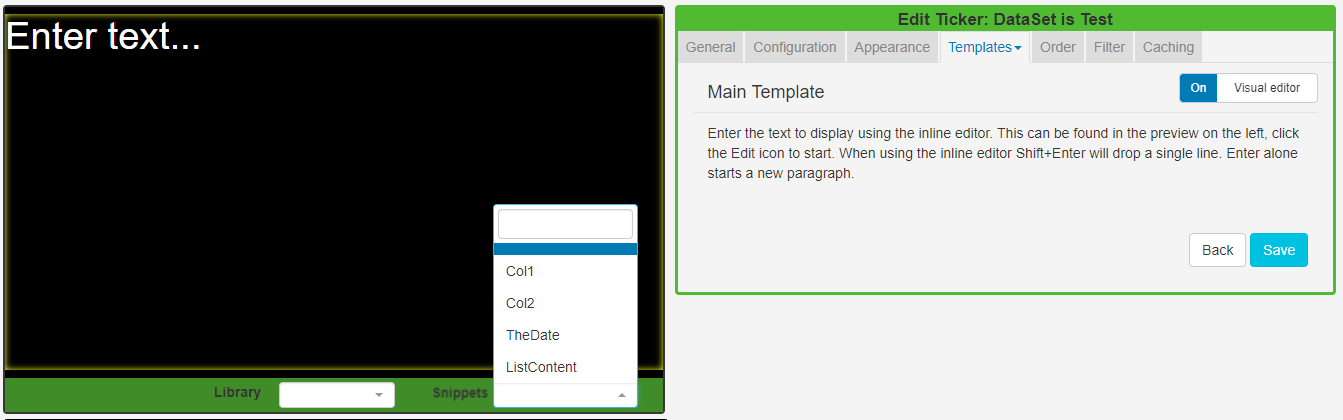 Enter text...
Col1
Col2
TheDate
ListContent
Library
Snippets
Edit Ticker: DataSet is Test
General Configuration Appearance Templates Order Filter Caching
Main Template
On Visual editor
Enter the text to display using the inline editor. This can be found in the preview on the left, click
the Edit icon to start. When using the inline editor Shift+Enter will drop a single line. Enter alone
starts a new paragraph.
Back Save